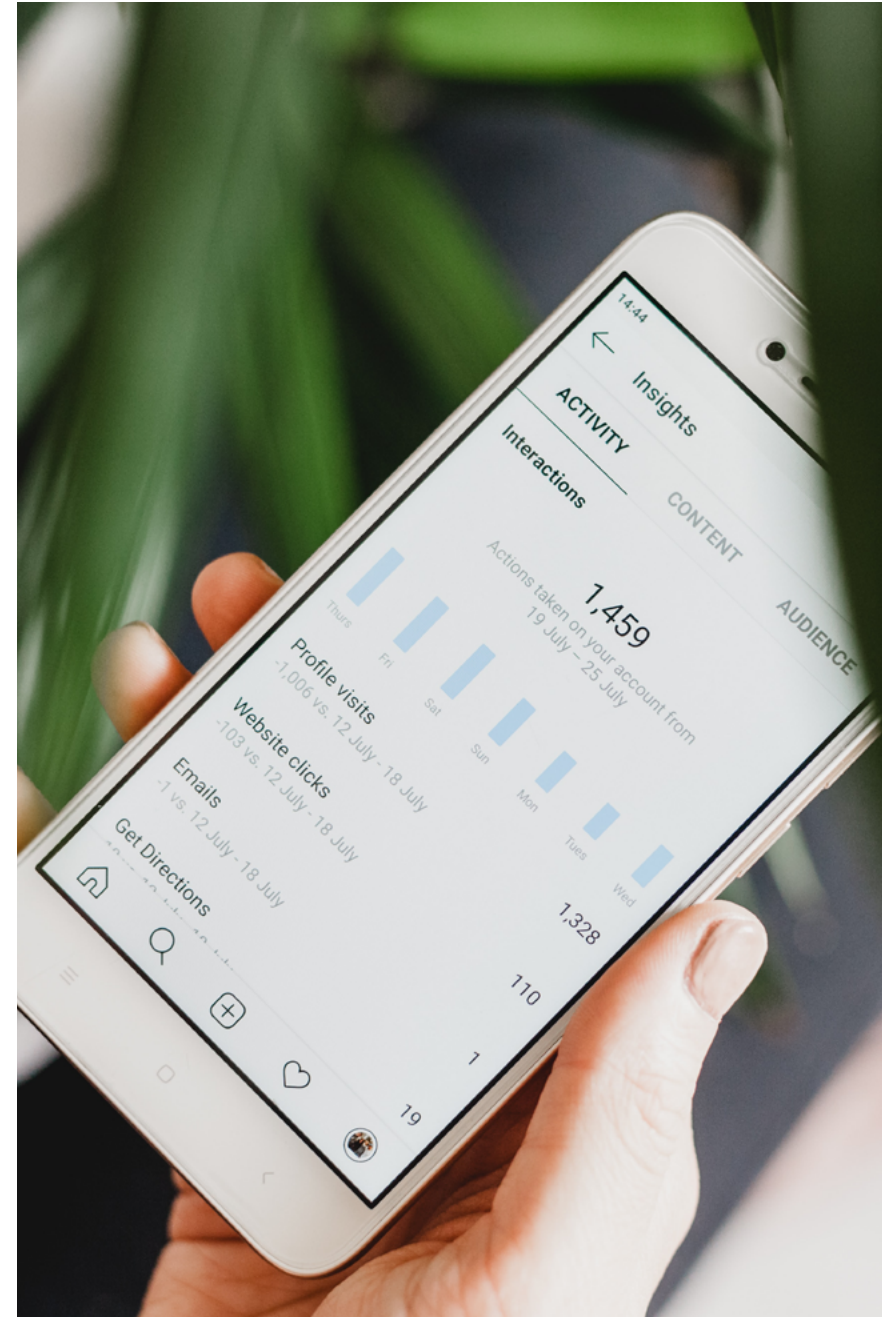 14:44
Insights
ACTIVITY CONTENT AUDIENCE
Interactions
1,459
Actions taken on your account from
19 July – 25 July
Thurs Fri Sat Sun Mon Tues Wed
Profile visits 1,328
-1,006 vs. 12 July - 18 July
Website clicks 110
-103 vs. 12 July - 18 July
Emails 1
-1 vs. 12 July - 18 July
Get Directions 19